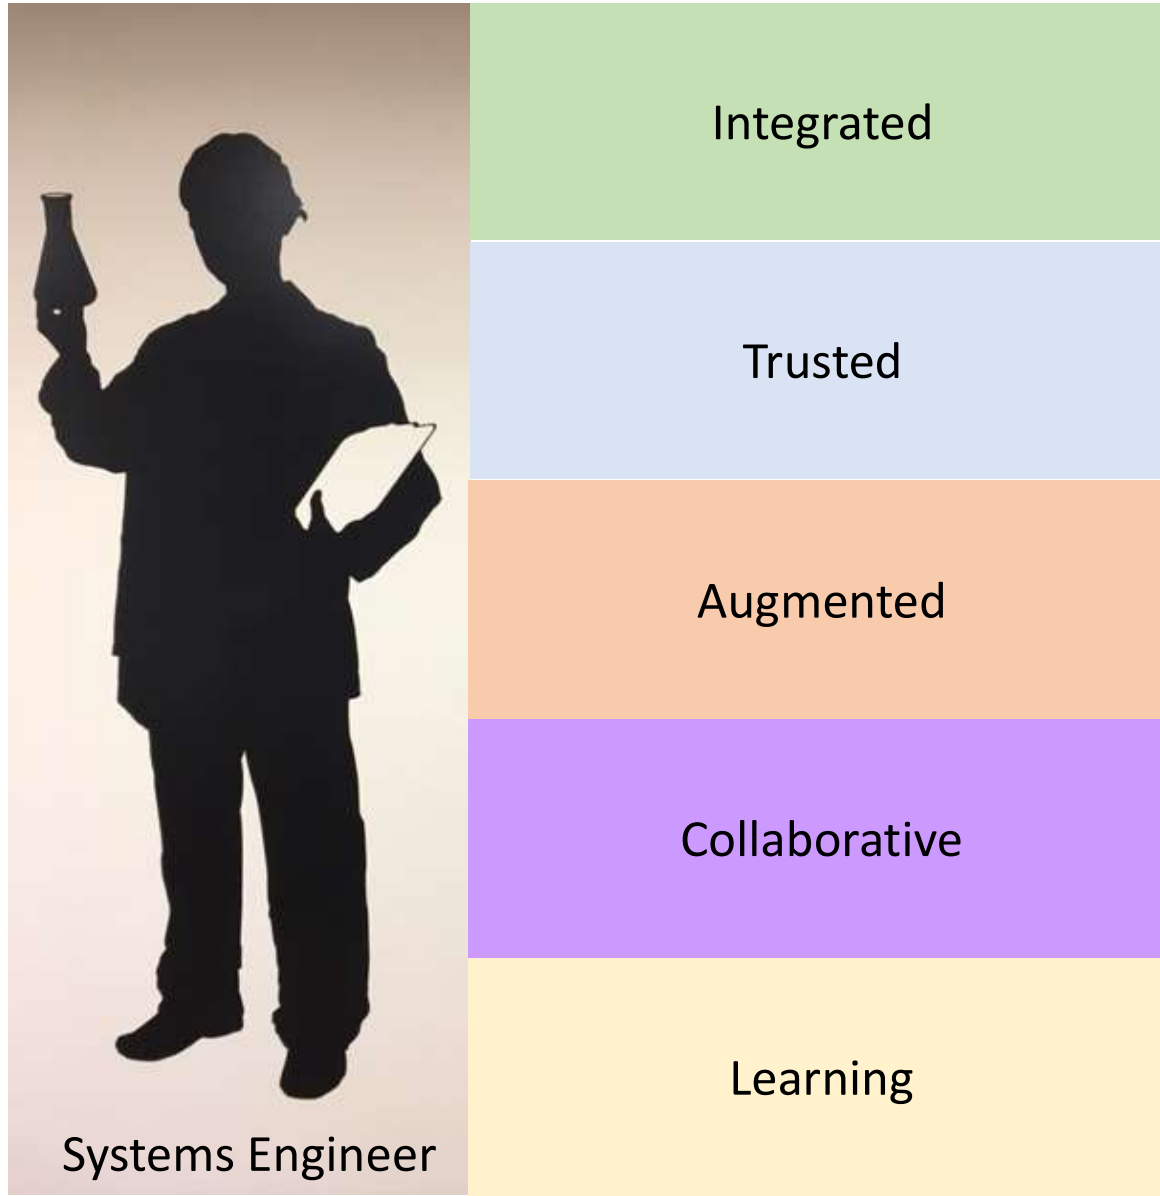 Integrated
Trusted
Augmented
Collaborative
Learning
Systems Engineer